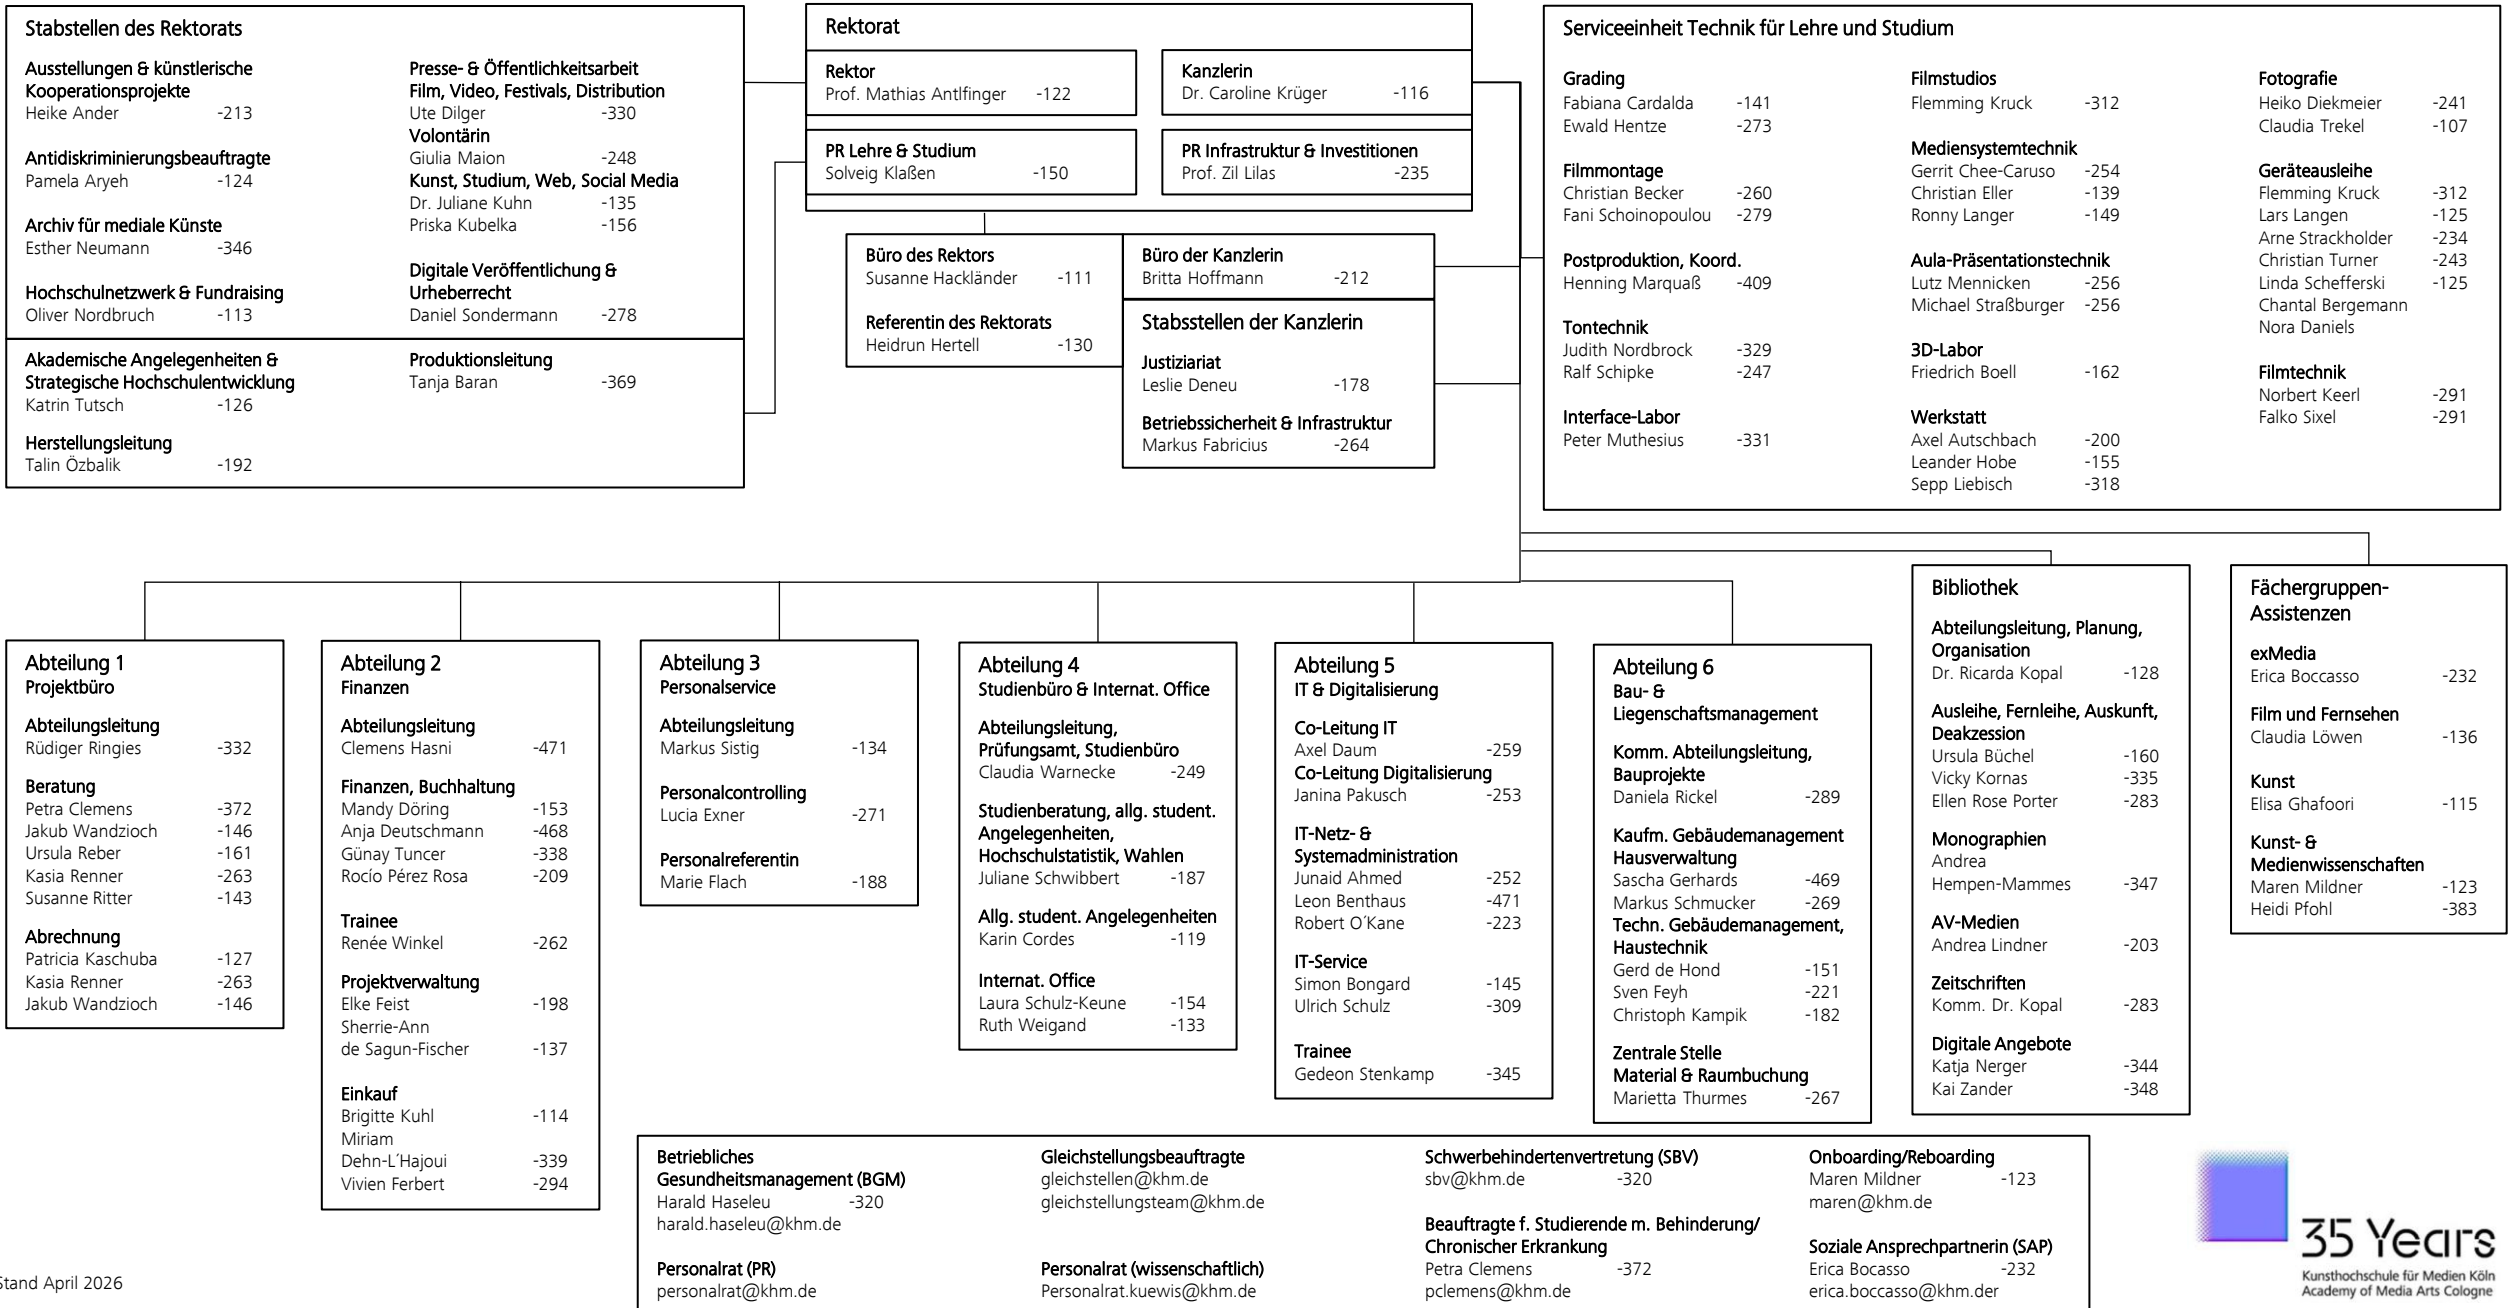 Stabstellen des Rektorats
Ausstellungen & künstlerische
Kooperationsprojekte
Heike Ander -213
Antidiskriminierungsbeauftragte
Pamela Aryeh -124
Archiv für mediale Künste
Esther Neumann -346
Hochschulnetzwerk & Fundraising
Oliver Nordbruch -113
Presse- & Öffentlichkeitsarbeit
Film, Video, Festivals, Distribution
Ute Dilger -330
Volontärin
Giulia Maion -248
Kunst, Studium, Web, Social Media
Dr. Juliane Kuhn -135
Priska Kubelka -156
Digitale Veröffentlichung &
Urheberrecht
Daniel Sondermann -278
Akademische Angelegenheiten &
Strategische Hochschulentwicklung
Katrin Tutsch -126
Herstellungsleitung
Talin Özbalik -192
Produktionsleitung
Tanja Baran -369
Rektorat
Rektor
Prof. Mathias Antlfinger -122
Kanzlerin
Dr. Caroline Krüger -116
PR Lehre & Studium
Solveig Klaßen -150
PR Infrastruktur & Investitionen
Prof. Zil Lilas -235
Büro des Rektors
Susanne Hackländer -111
Referentin des Rektorats
Heidrun Hertell -130
Büro der Kanzlerin
Britta Hoffmann -212
Stabsstellen der Kanzlerin
Justiziariat
Leslie Deneu -178
Betriebssicherheit & Infrastruktur
Markus Fabricius -264
Serviceeinheit Technik für Lehre und Studium
Grading
Fabiana Cardalda -141
Ewald Hentze -273
Filmmontage
Christian Becker -260
Fani Schoinopoulou -279
Postproduktion, Koord.
Henning Marquaß -409
Tontechnik
Judith Nordbrock -329
Ralf Schipke -247
Interface-Labor
Peter Muthesius -331
Filmstudios
Flemming Kruck -312
Mediensystemtechnik
Gerrit Chee-Caruso -254
Christian Eller -139
Ronny Langer -149
Aula-Präsentationstechnik
Lutz Mennicken -256
Michael Straßburger -256
3D-Labor
Friedrich Boell -162
Werkstatt
Axel Autschbach -200
Leander Hobe -155
Sepp Liebisch -318
Fotografie
Heiko Diekmeier -241
Claudia Trekel -107
Geräteausleihe
Flemming Kruck -312
Lars Langen -125
Arne Strackholder -234
Christian Turner -243
Linda Schefferski -125
Chantal Bergemann
Nora Daniels
Filmtechnik
Norbert Keerl -291
Falko Sixel -291
Abteilung 1
Projektbüro
Abteilungsleitung
Rüdiger Ringies -332
Beratung
Petra Clemens -372
Jakub Wandzioch -146
Ursula Reber -161
Kasia Renner -263
Susanne Ritter -143
Abrechnung
Patricia Kaschuba -127
Kasia Renner -263
Jakub Wandzioch -146
Abteilung 2
Finanzen
Abteilungsleitung
Clemens Hasni -471
Finanzen, Buchhaltung
Mandy Döring -153
Anja Deutschmann -468
Günay Tuncer -338
Rocío Pérez Rosa -209
Trainee
Renée Winkel -262
Projektverwaltung
Elke Feist -198
Sherrie-Ann
de Sagun-Fischer -137
Einkauf
Brigitte Kuhl -114
Miriam
Dehn-L´Hajoui -339
Vivien Ferbert -294
Abteilung 3
Personalservice
Abteilungsleitung
Markus Sistig -134
Personalcontrolling
Lucia Exner -271
Personalreferentin
Marie Flach -188
Abteilung 4
Studienbüro & Internat. Office
Abteilungsleitung,
Prüfungsamt, Studienbüro
Claudia Warnecke -249
Studienberatung, allg. student.
Angelegenheiten,
Hochschulstatistik, Wahlen
Juliane Schwibbert -187
Allg. student. Angelegenheiten
Karin Cordes -119
Internat. Office
Laura Schulz-Keune -154
Ruth Weigand -133
Abteilung 5
IT & Digitalisierung
Co-Leitung IT
Axel Daum -259
Co-Leitung Digitalisierung
Janina Pakusch -253
IT-Netz- &
Systemadministration
Junaid Ahmed -252
Leon Benthaus -471
Robert O´Kane -223
IT-Service
Simon Bongard -145
Ulrich Schulz -309
Trainee
Gedeon Stenkamp -345
Abteilung 6
Bau- &
Liegenschaftsmanagement
Komm. Abteilungsleitung,
Bauprojekte
Daniela Rickel -289
Kaufm. Gebäudemanagement
Hausverwaltung
Sascha Gerhards -469
Markus Schmucker -269
Techn. Gebäudemanagement,
Haustechnik
Gerd de Hond -151
Sven Feyh -221
Christoph Kampik -182
Zentrale Stelle
Material & Raumbuchung
Marietta Thurmes -267
Bibliothek
Abteilungsleitung, Planung,
Organisation
Dr. Ricarda Kopal -128
Ausleihe, Fernleihe, Auskunft,
Deakzession
Ursula Büchel -160
Vicky Kornas -335
Ellen Rose Porter -283
Monographien
Andrea
Hempen-Mammes -347
AV-Medien
Andrea Lindner -203
Zeitschriften
Komm. Dr. Kopal -283
Digitale Angebote
Katja Nerger -344
Kai Zander -348
Fächergruppen-
Assistenzen
exMedia
Erica Boccasso -232
Film und Fernsehen
Claudia Löwen -136
Kunst
Elisa Ghafoori -115
Kunst- &
Medienwissenschaften
Maren Mildner -123
Heidi Pfohl -383
Betriebliches
Gesundheitsmanagement (BGM)
Harald Haseleu -320
harald.haseleu@khm.de
Personalrat (PR)
personalrat@khm.de
Gleichstellungsbeauftragte
gleichstellen@khm.de
gleichstellungsteam@khm.de
Personalrat (wissenschaftlich)
Personalrat.kuewis@khm.de
Schwerbehindertenvertretung (SBV)
sbv@khm.de -320
Beauftragte f. Studierende m. Behinderung/
Chronischer Erkrankung
Petra Clemens -372
pclemens@khm.de
Onboarding/Reboarding
Maren Mildner -123
maren@khm.de
Soziale Ansprechpartnerin (SAP)
Erica Bocasso -232
erica.boccasso@khm.der
Stand April 2026
35 Years
Kunsthochschule für Medien Köln
Academy of Media Arts Cologne